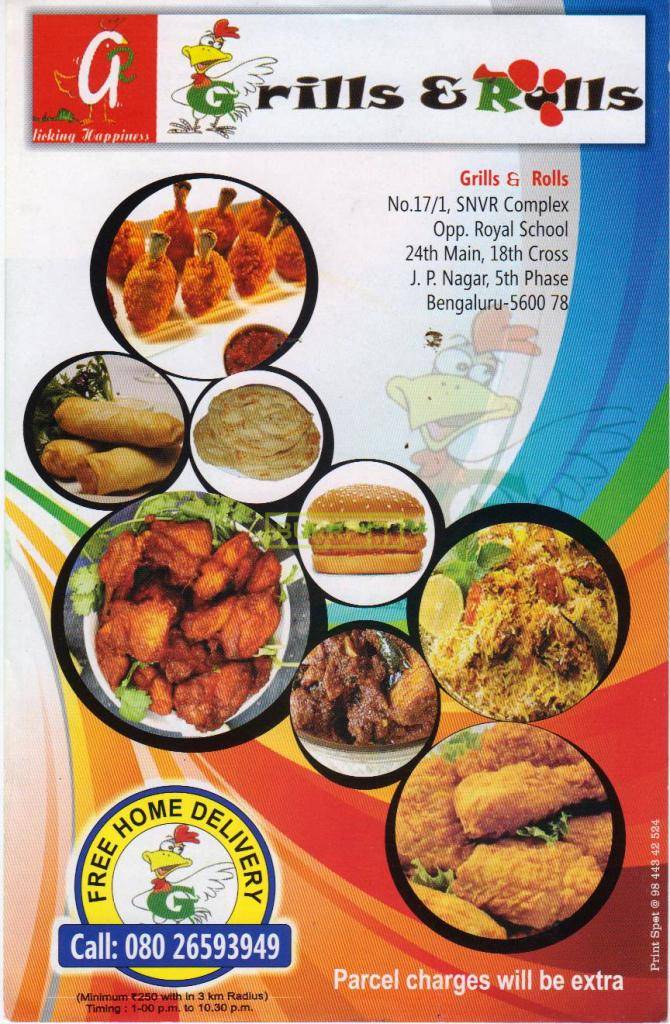 licking Happiness
Grills & Rolls
Grills & Rolls
No.17/1, SNVR Complex
Opp. Royal School
24th Main, 18th Cross
J. P. Nagar, 5th Phase
Bengaluru-5600 78
FREE HOME DELIVERY
G
Call: 080 26593949
(Minimum ₹250 with in 3 km Radius)
Timing : 1-00 p.m. to 10.30 p.m.
Parcel charges will be extra
Print Spot @ 98 443 42 524